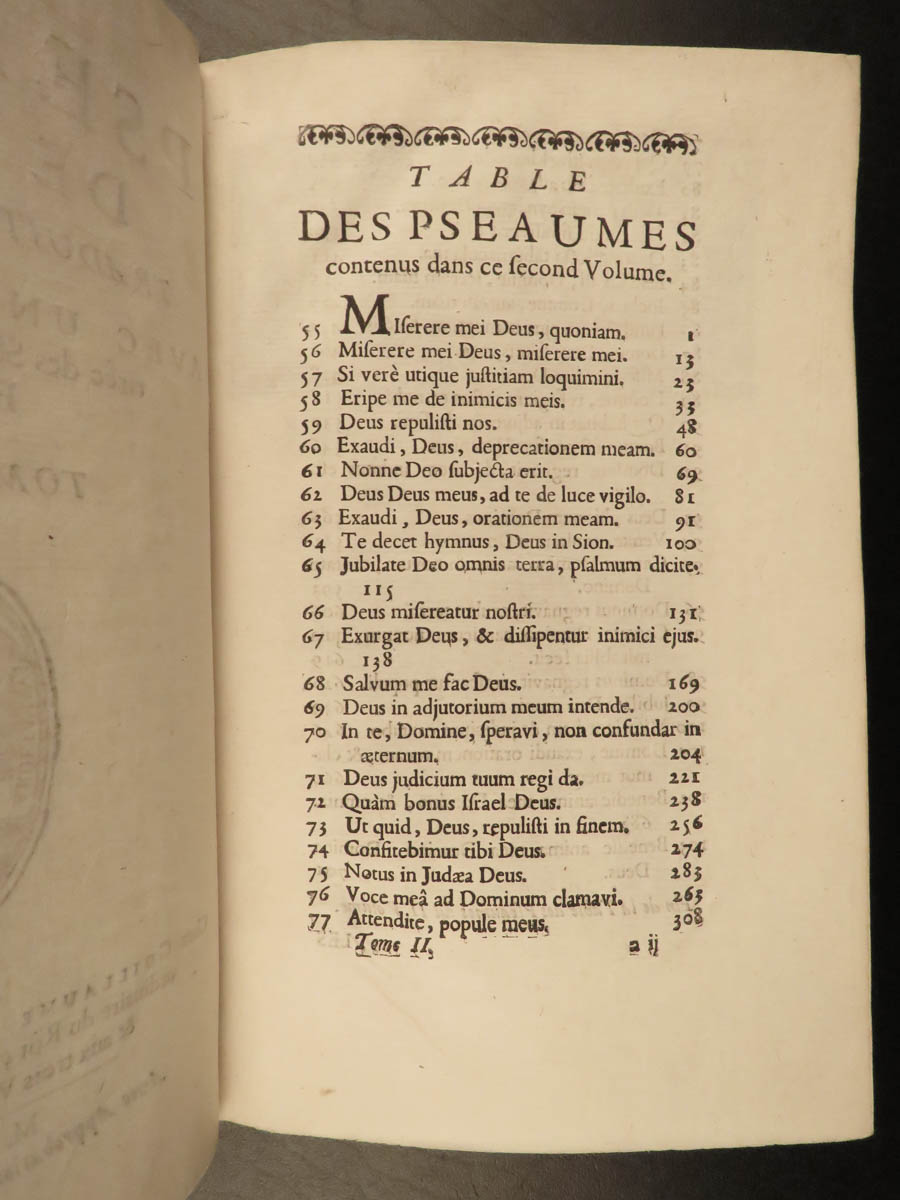 TABLE
DES PSEAUMES
contenus dans ce ſecond Volume.
55 MIſerere mei Deus, quoniam. 1
56 Miſerere mei Deus, miſerere mei. 13
57 Si verè utique juſtitiam loquimini. 23
58 Eripe me de inimicis meis. 33
59 Deus repuliſti nos. 48
60 Exaudi, Deus, deprecationem meam. 60
61 Nonne Deo ſubjecta erit. 69
62 Deus Deus meus, ad te de luce vigilo. 81
63 Exaudi, Deus, orationem meam. 91
64 Te decet hymnus, Deus in Sion. 100
65 Jubilate Deo omnis terra, pſalmum dicite.
115
66 Deus miſereatur noſtri. 131
67 Exurgat Deus, & diſſipentur inimici ejus.
138
68 Salvum me fac Deus. 169
69 Deus in adjutorium meum intende. 200
70 In te, Domine, ſperavi, non confundar in
æternum. 204
71 Deus judicium tuum regi da. 221
72 Quàm bonus Iſrael Deus. 238
73 Ut quid, Deus, repuliſti in finem. 256
74 Confitebimur tibi Deus. 274
75 Notus in Judæa Deus. 283
76 Voce meâ ad Dominum clamavi. 263
77 Attendite, popule meus. 308
Tome II. a ij